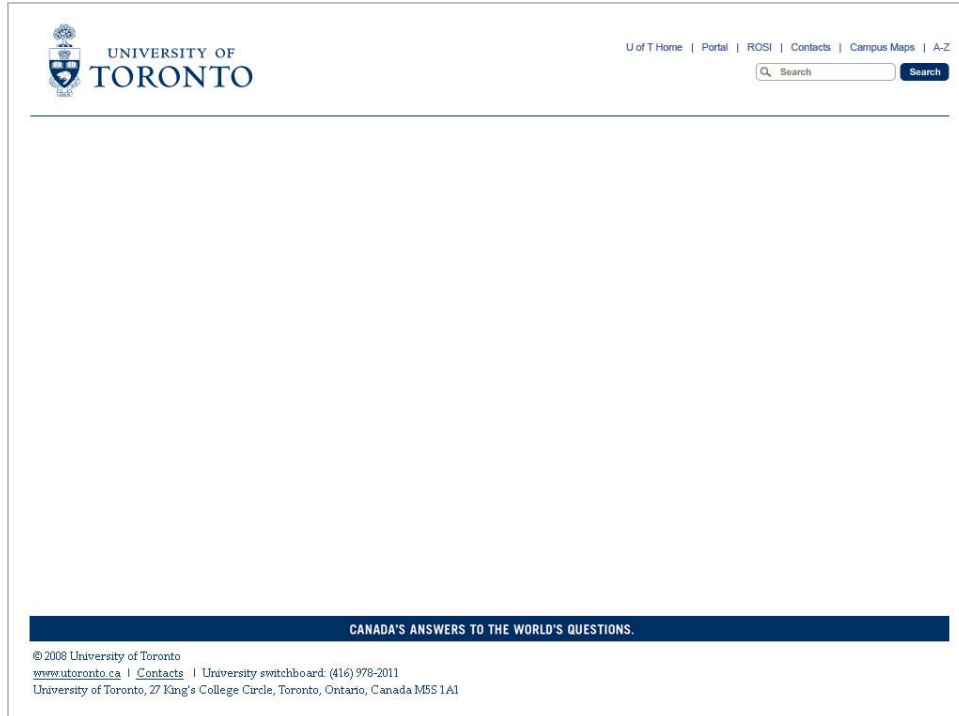 UNIVERSITY OF
TORONTO
U of T Home | Portal | ROSI | Contacts | Campus Maps | A-Z
Search Search
CANADA'S ANSWERS TO THE WORLD'S QUESTIONS.
© 2008 University of Toronto
www.utoronto.ca | Contacts | University switchboard: (416) 978-2011
University of Toronto, 27 King's College Circle, Toronto, Ontario, Canada M5S 1A1